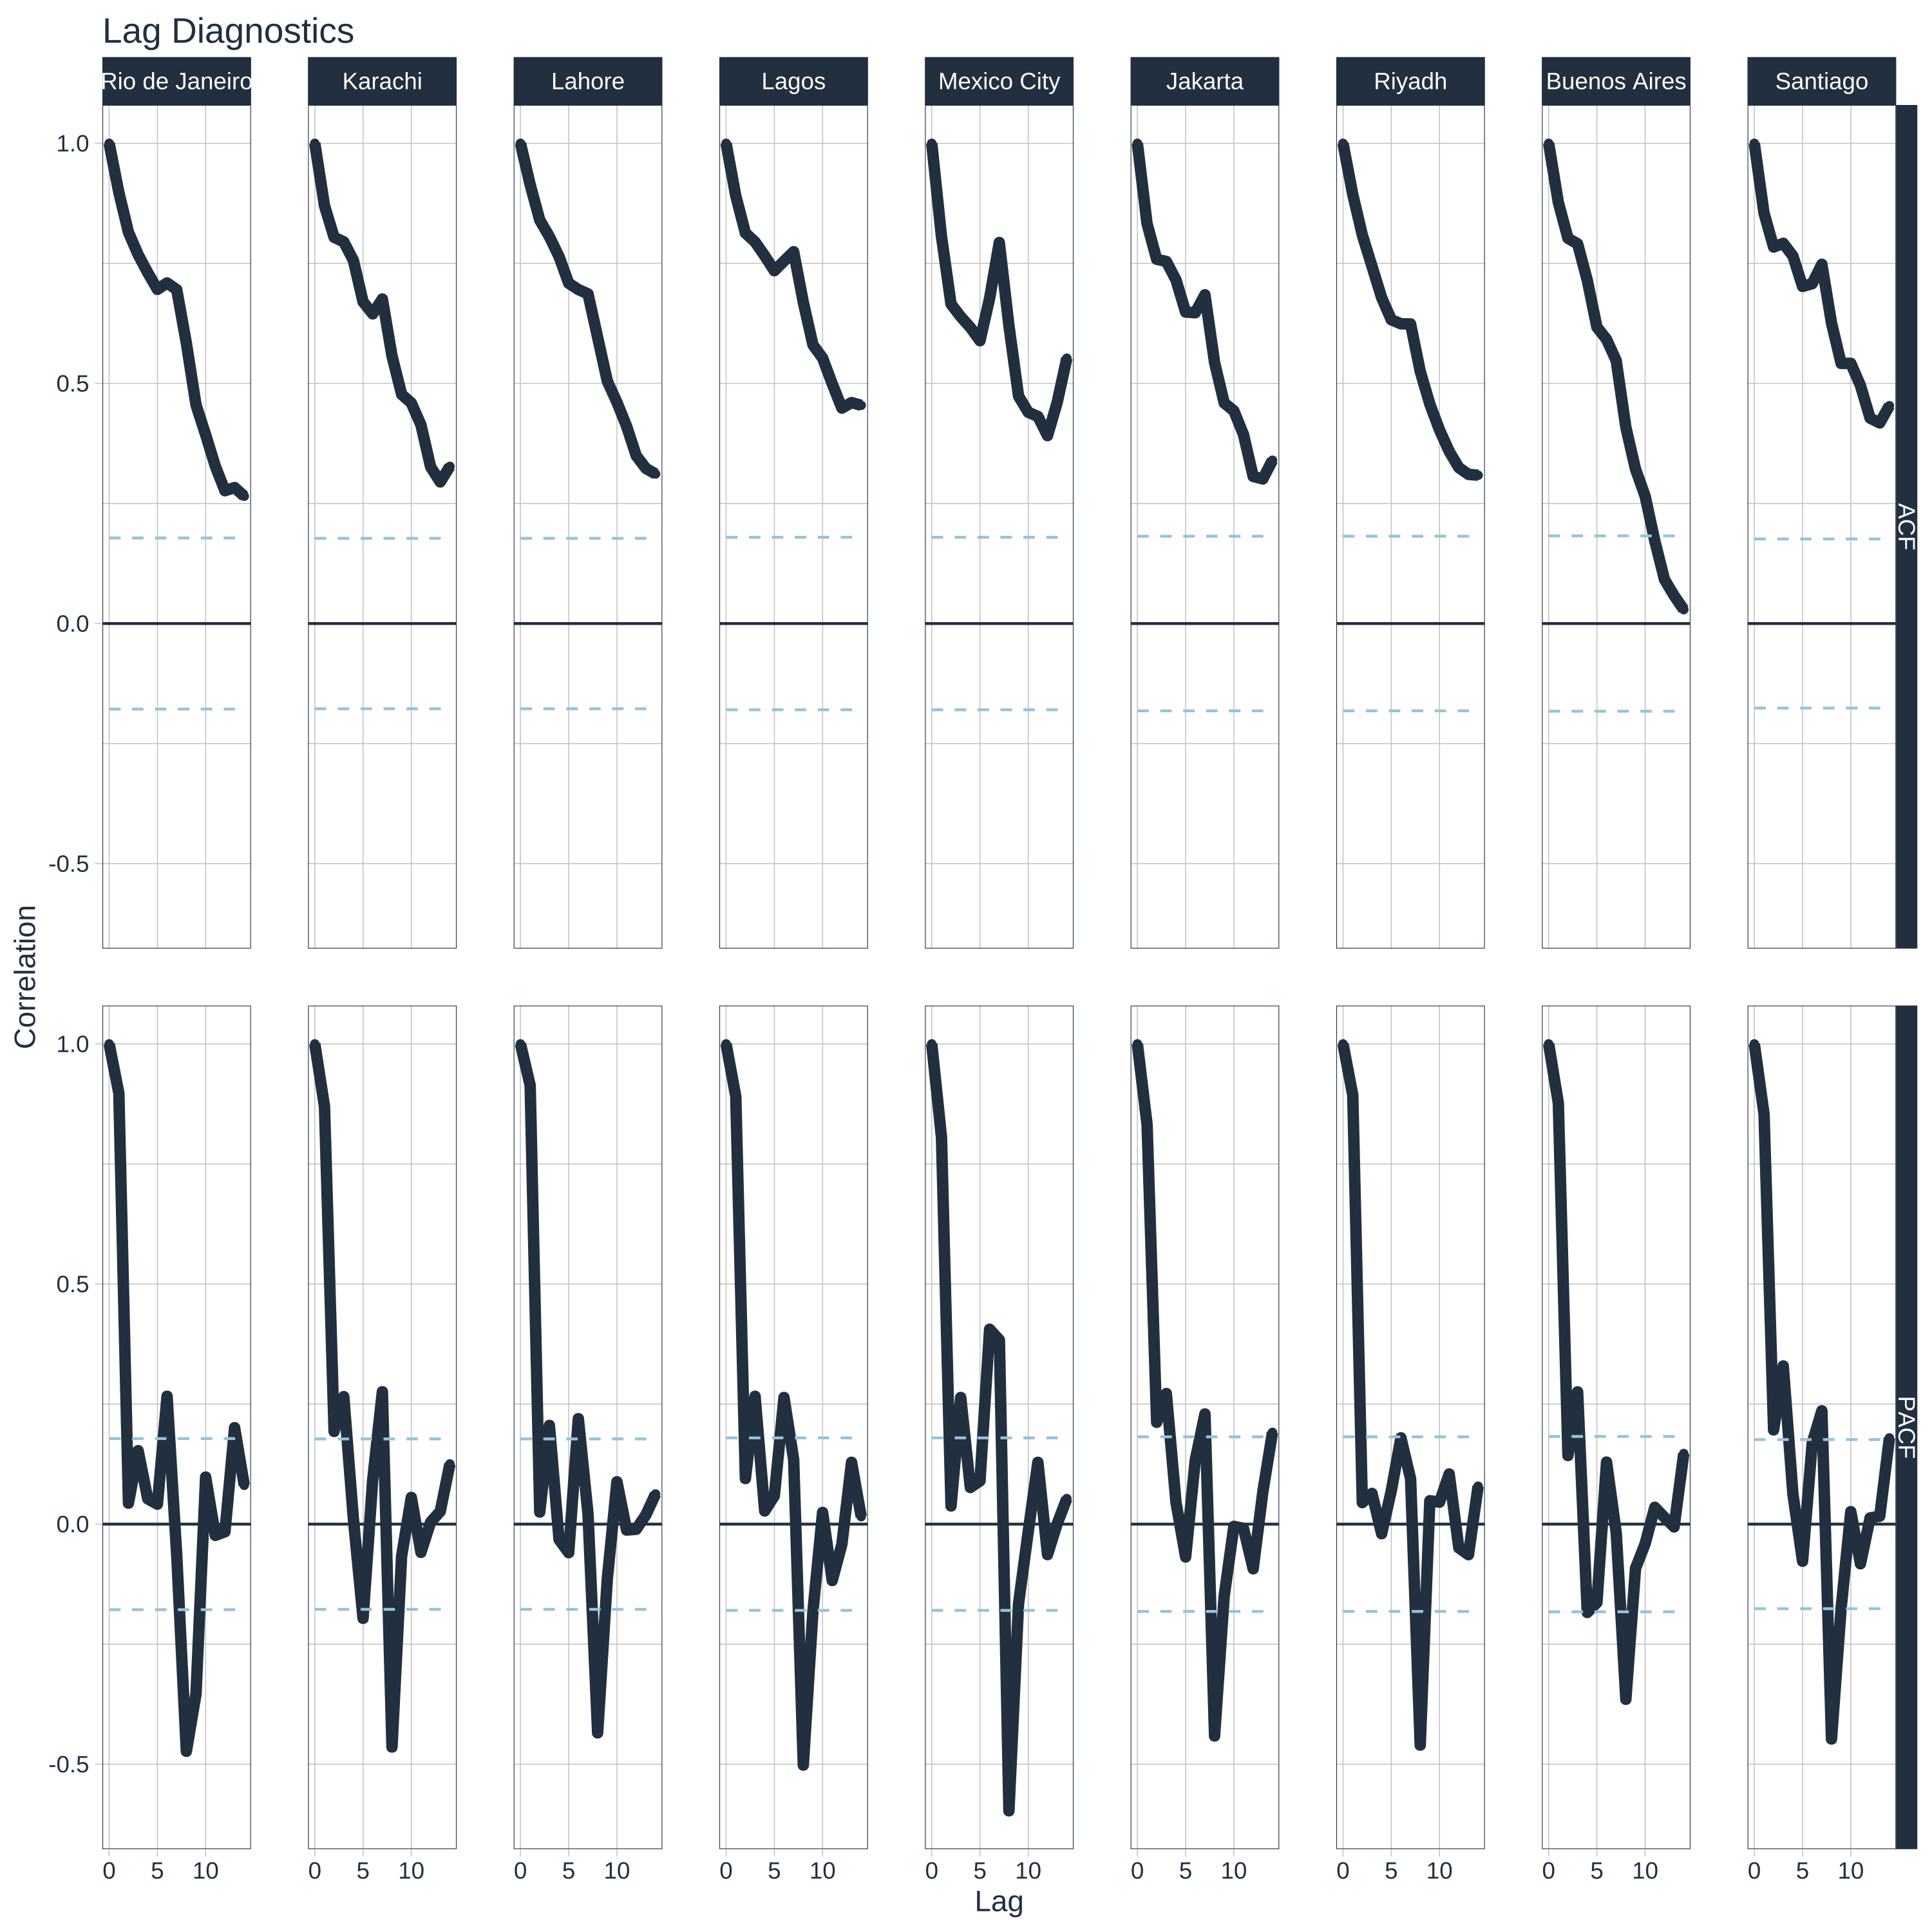 Lag Diagnostics
Rio de Janeiro Karachi Lahore Lagos Mexico City Jakarta Riyadh Buenos Aires Santiago
1.0
0.5
0.0
-0.5
ACF
Correlation
1.0
0.5
0.0
-0.5
PACF
0 5 10 0 5 10 0 5 10 0 5 10 0 5 10 0 5 10 0 5 10 0 5 10 0 5 10
Lag